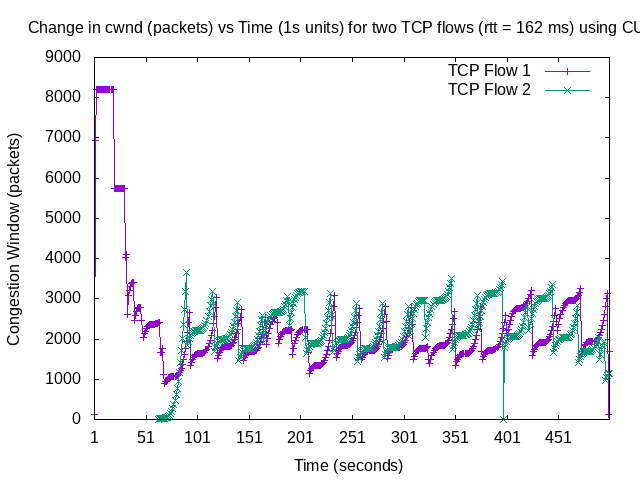 Change in cwnd (packets) vs Time (1s units) for two TCP flows (rtt = 162 ms) using CU
9000
TCP Flow 1
8000
TCP Flow 2
7000
6000
5000
4000
3000
2000
1000
0
Congestion Window (packets)
1 51 101 151 201 251 301 351 401 451
Time (seconds)